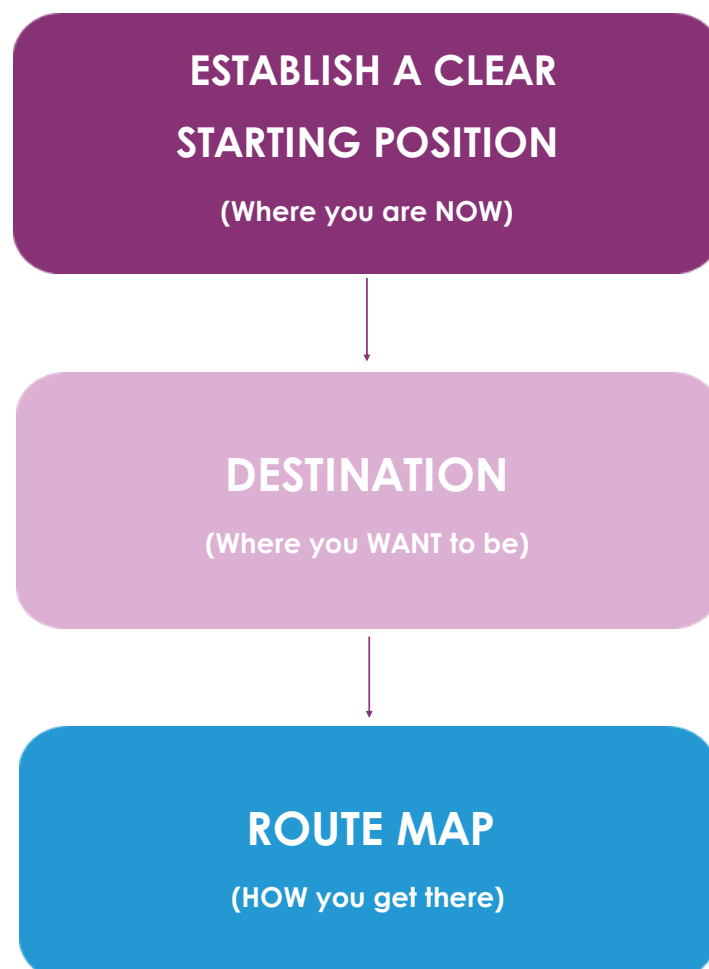 ESTABLISH A CLEAR
STARTING POSITION
(Where you are NOW)
DESTINATION
(Where you WANT to be)
ROUTE MAP
(HOW you get there)